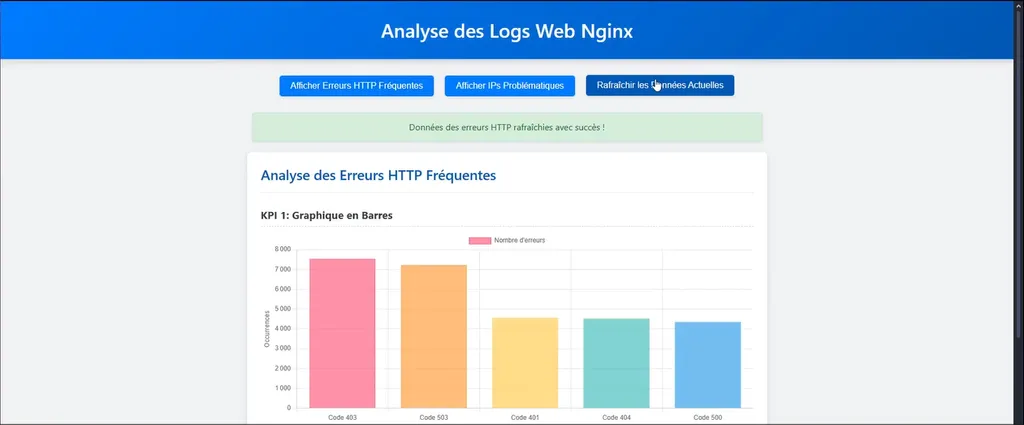 Analyse des Logs Web Nginx
Afficher Erreurs HTTP Fréquentes
Afficher IPs Problématiques
Rafraîchir les Données Actuelles
Données des erreurs HTTP rafraîchies avec succès !
Analyse des Erreurs HTTP Fréquentes
KPI 1: Graphique en Barres
Nombre d'erreurs
8 000
7 000
6 000
5 000
4 000
3 000
2 000
1 000
0
Occurrences
Code 403
Code 503
Code 401
Code 404
Code 500